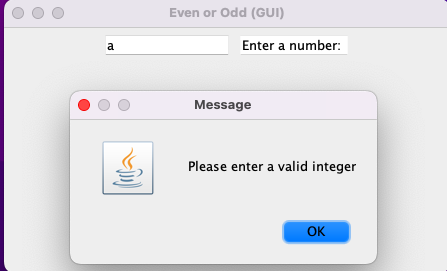 Even or Odd (GUI)
a Enter a number:
Message
Please enter a valid integer
OK